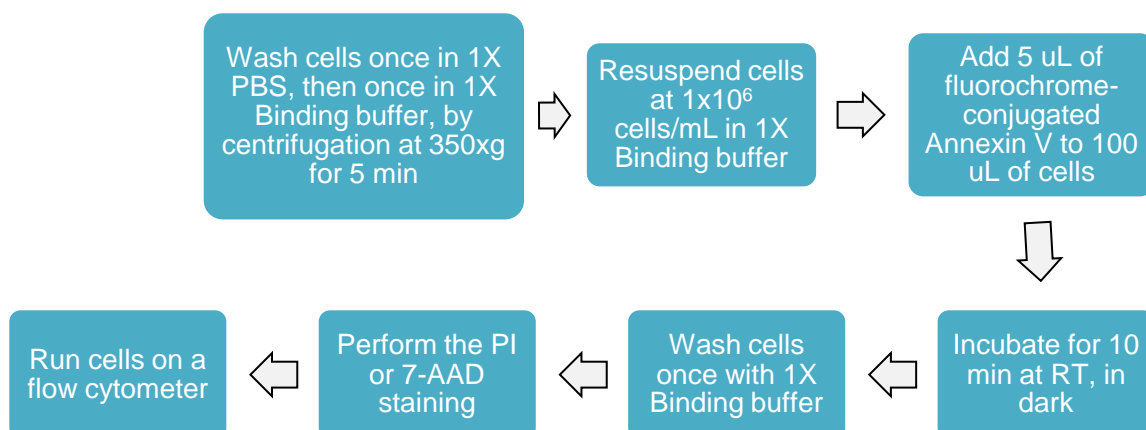 Wash cells once in 1X
PBS, then once in 1X
Binding buffer, by
centrifugation at 350xg
for 5 min
Resuspend cells
at 1x10⁶
cells/mL in 1X
Binding buffer
Add 5 uL of
fluorochrome-
conjugated
Annexin V to 100
uL of cells
Incubate for 10
min at RT, in
dark
Wash cells
once with 1X
Binding buffer
Perform the PI
or 7-AAD
staining
Run cells on a
flow cytometer